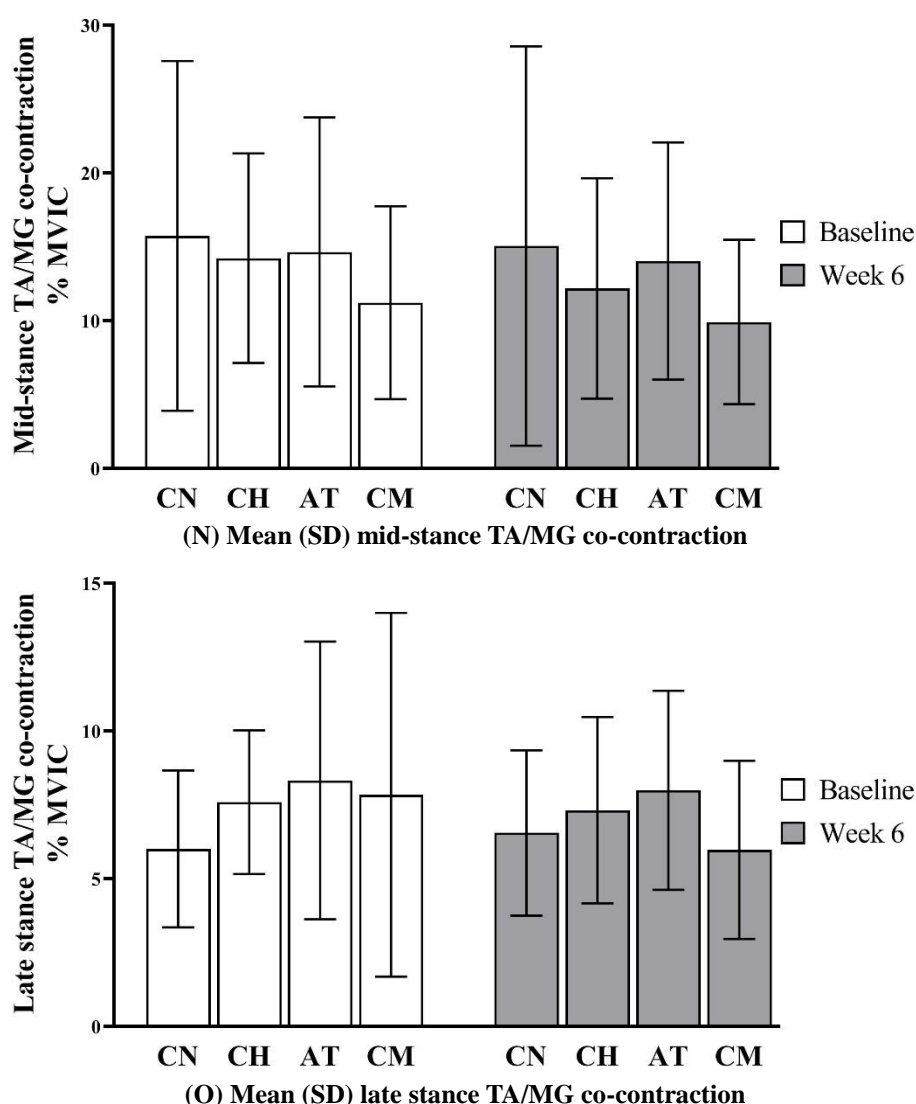 Mid-stance TA/MG co-contraction
% MVIC
30
20
10
0
CN CH AT CM CN CH AT CM
Baseline
Week 6
(N) Mean (SD) mid-stance TA/MG co-contraction
Late stance TA/MG co-contraction
% MVIC
15
10
5
0
CN CH AT CM CN CH AT CM
Baseline
Week 6
(O) Mean (SD) late stance TA/MG co-contraction